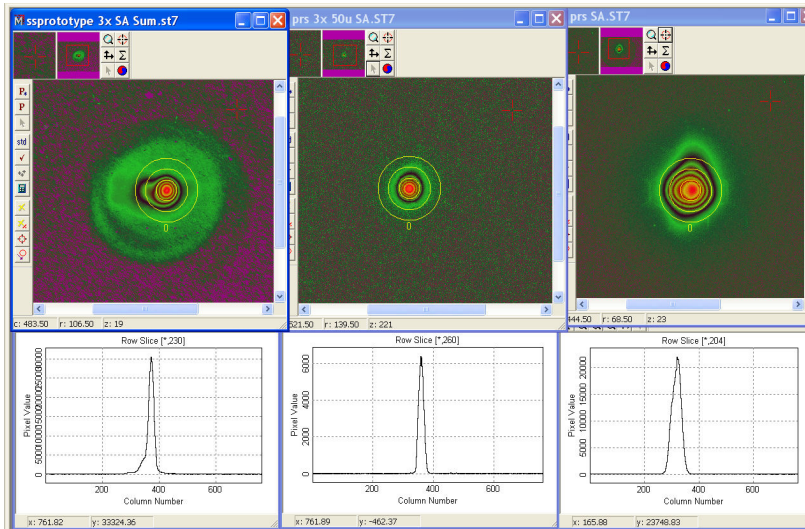 ssprototype 3x SA Sum.st7
prs 3x 50u SA.ST7
prs SA.ST7
Σ
Σ
Σ
P+
P
std
0
0
0
c: 483.50 r: 106.50 z: 19
521.50 r: 139.50 z: 221
444.50 r: 68.50 z: 23
Row Slice [*,230]
Pixel Value
0
5000
10000
15000
20000
25000
30000
200 400 600
Column Number
x: 761.82 y: 33324.36
Row Slice [*,260]
Pixel Value
0
2000
4000
6000
200 400 600
Column Number
x: 761.89 y: -462.37
Row Slice [*,204]
Pixel Value
0
5000
10000
15000
20000
200 400 600
Column Number
x: 165.88 y: 23748.83